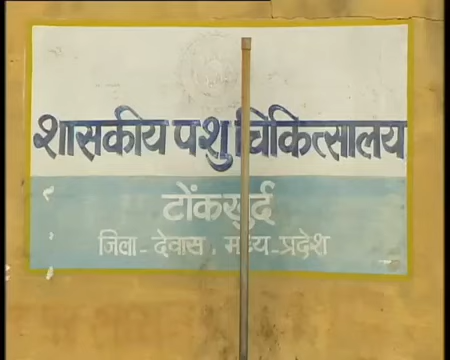 शासकीय पशु चिकित्सालय
टोंकखुर्द
जिला - देवास, मध्य-प्रदेश